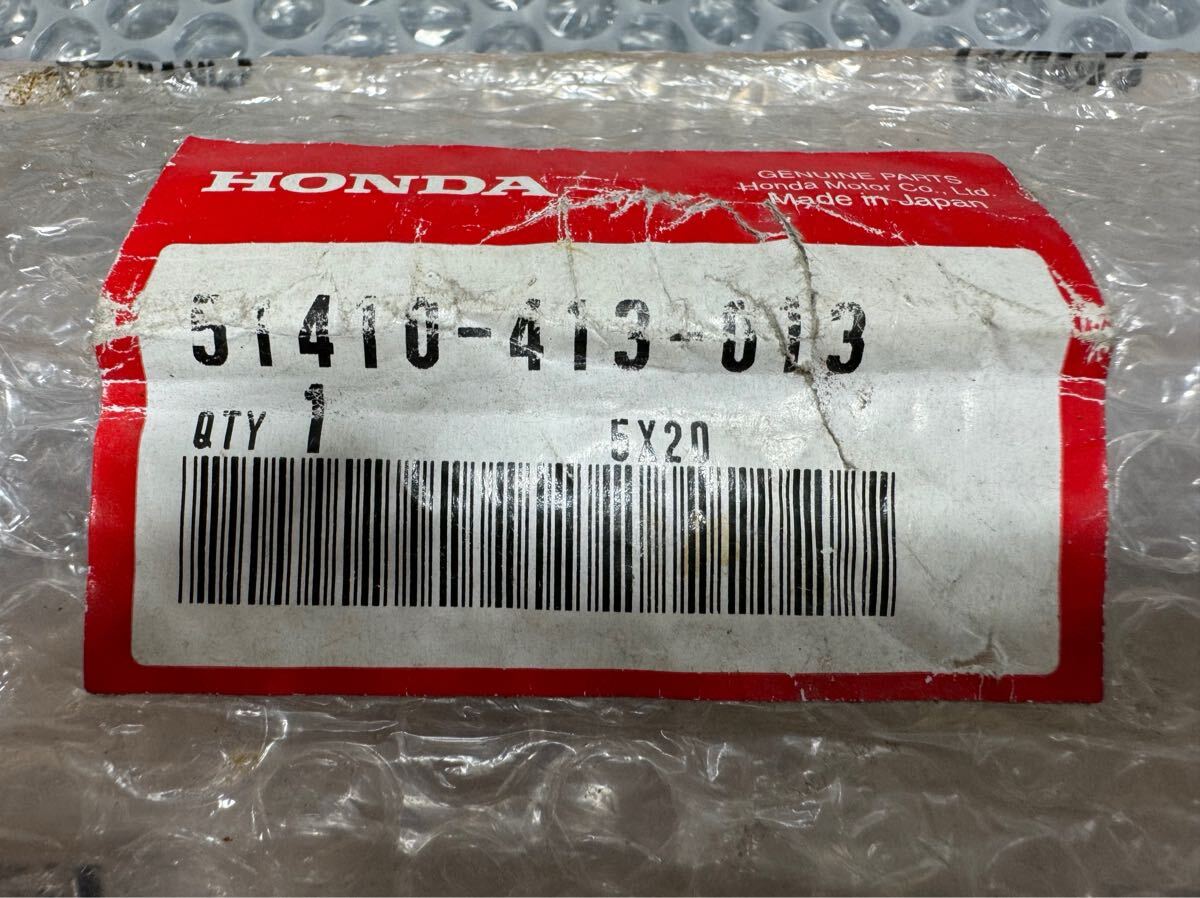 HONDA
GENUINE PARTS
Honda Motor Co., Ltd.
Made in Japan
51410-413-013
QTY 1
5X20